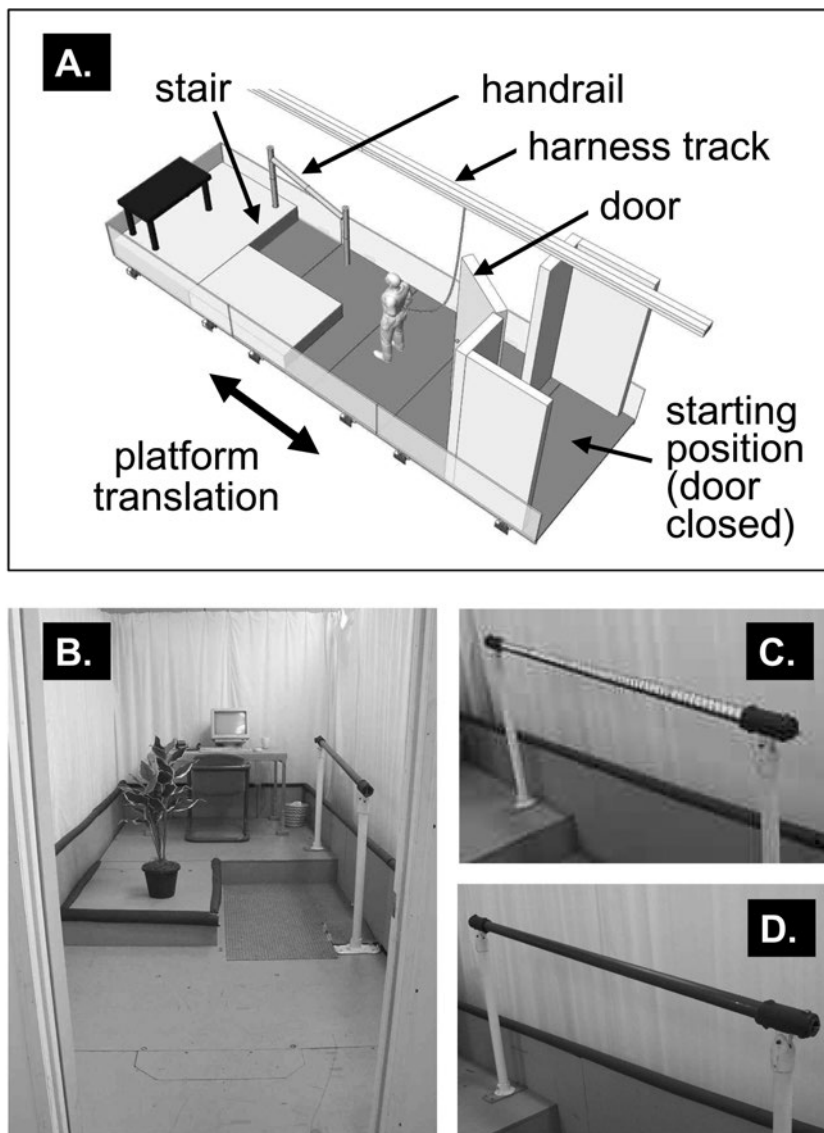 A.
stair
handrail
harness track
door
platform
translation
starting
position
(door
closed)
B.
C.
D.